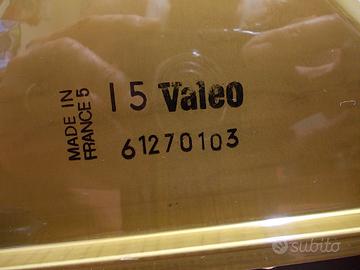 MADE IN
FRANCE 5
I 5 Valeo
61270103
subito